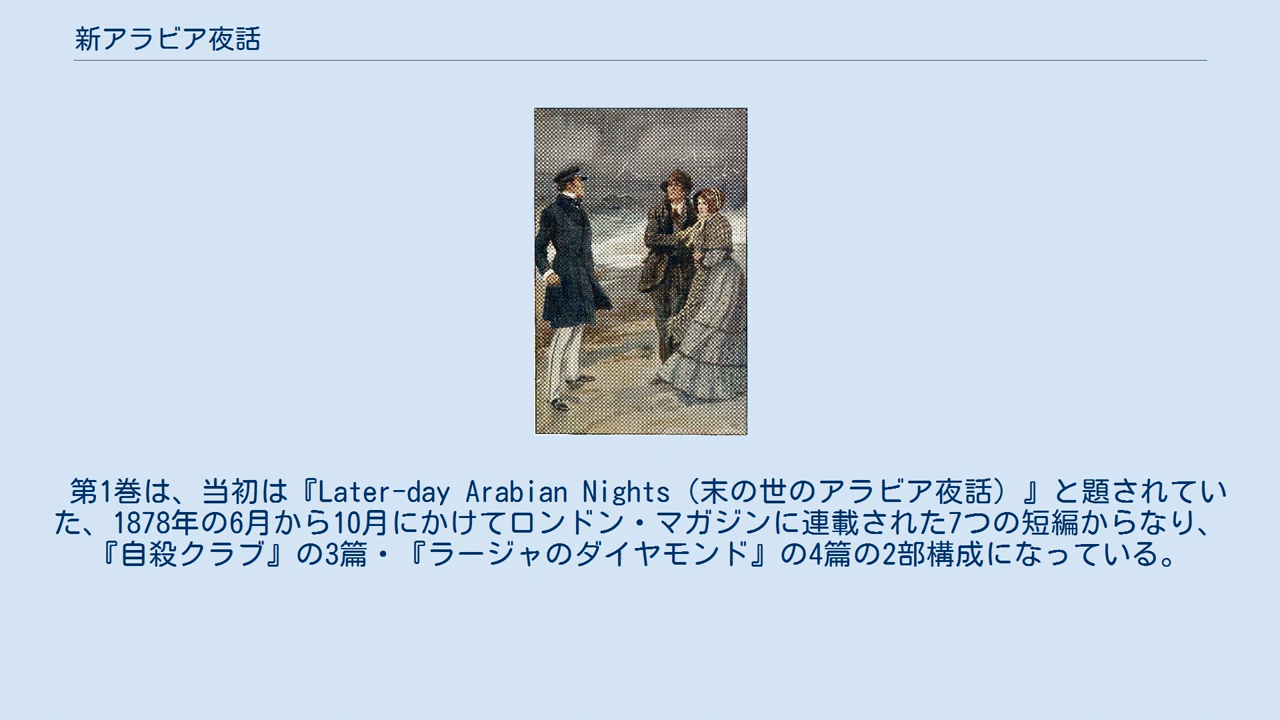 新アラビア夜話
第1巻は、当初は『Later-day Arabian Nights（末の世のアラビア夜話）』と題されてい
た、1878年の6月から10月にかけてロンドン・マガジンに連載された7つの短編からなり、
『自殺クラブ』の3篇・『ラージャのダイヤモンド』の4篇の2部構成になっている。